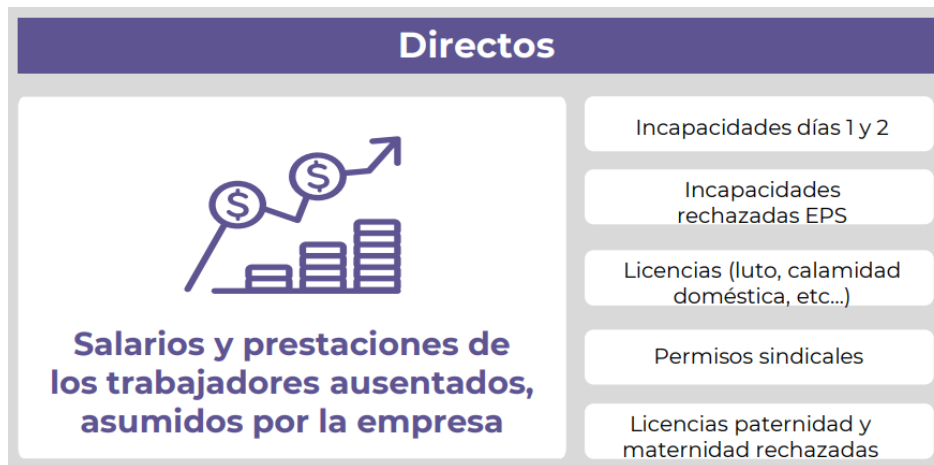 Directos
$
$
Salarios y prestaciones de
los trabajadores ausentados,
asumidos por la empresa
Incapacidades días 1 y 2
Incapacidades
rechazadas EPS
Licencias (luto, calamidad
doméstica, etc...)
Permisos sindicales
Licencias paternidad y
maternidad rechazadas